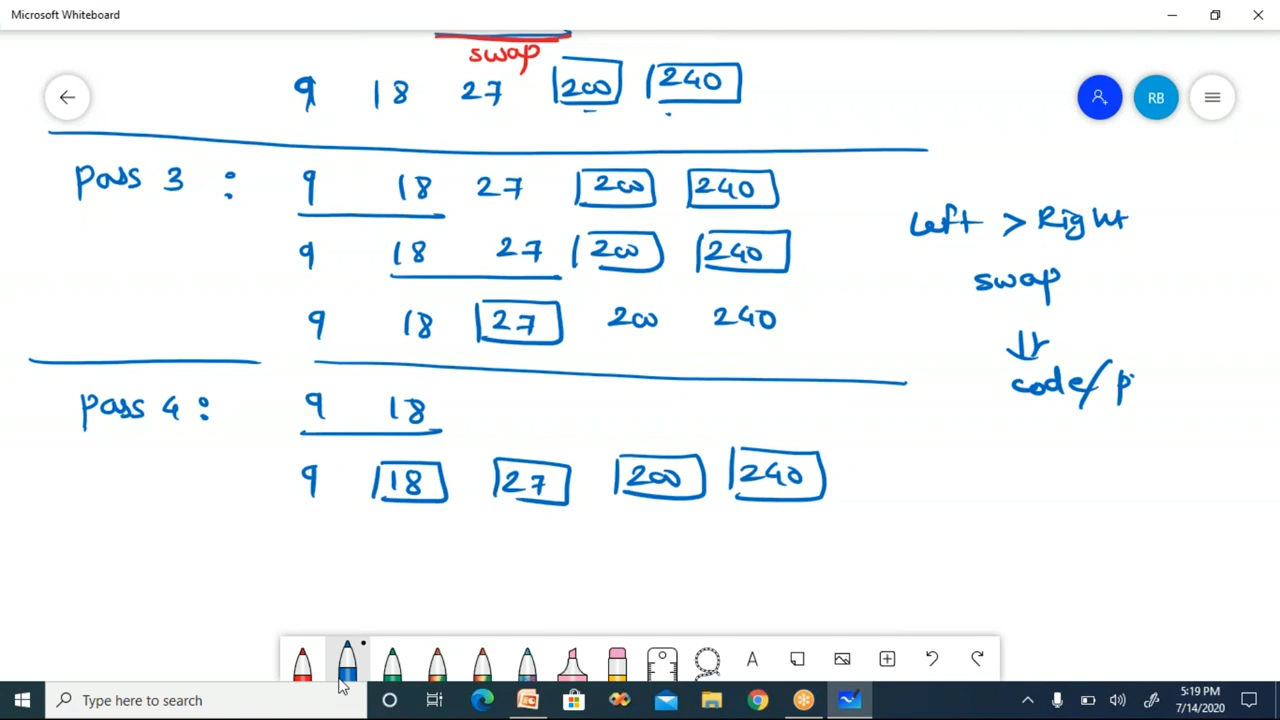 Microsoft Whiteboard
swap
9 18 27 200 240
RB
Pass 3 : 9 18 27 200 240
Left > Right
9 18 27 200 240
swap
9 18 27 200 240
code/ p
Pass 4 : 9 18
9 18 27 200 240
A
Type here to search
5:19 PM
7/14/2020